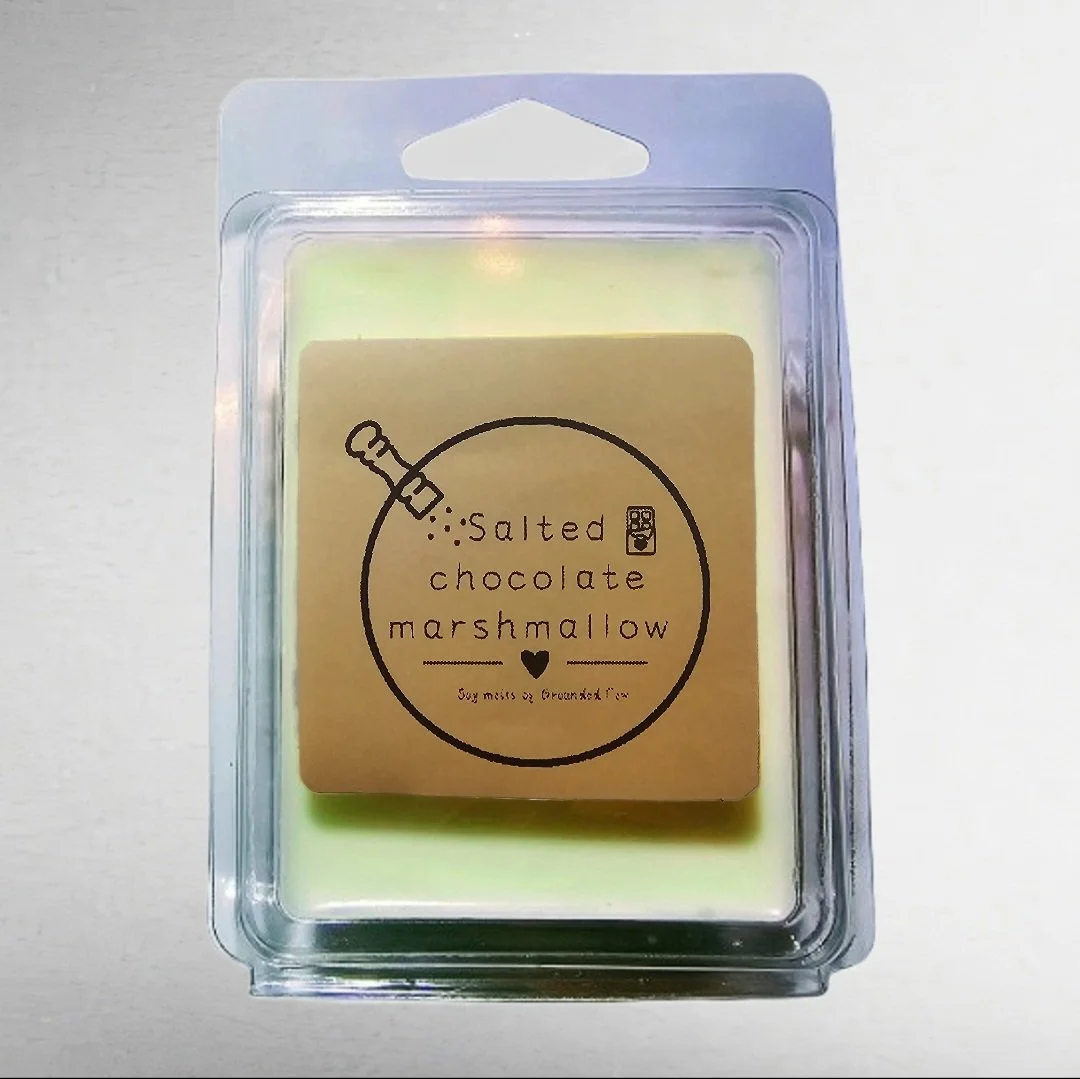 Salted
chocolate
marshmallow
Soy melts by Grounded